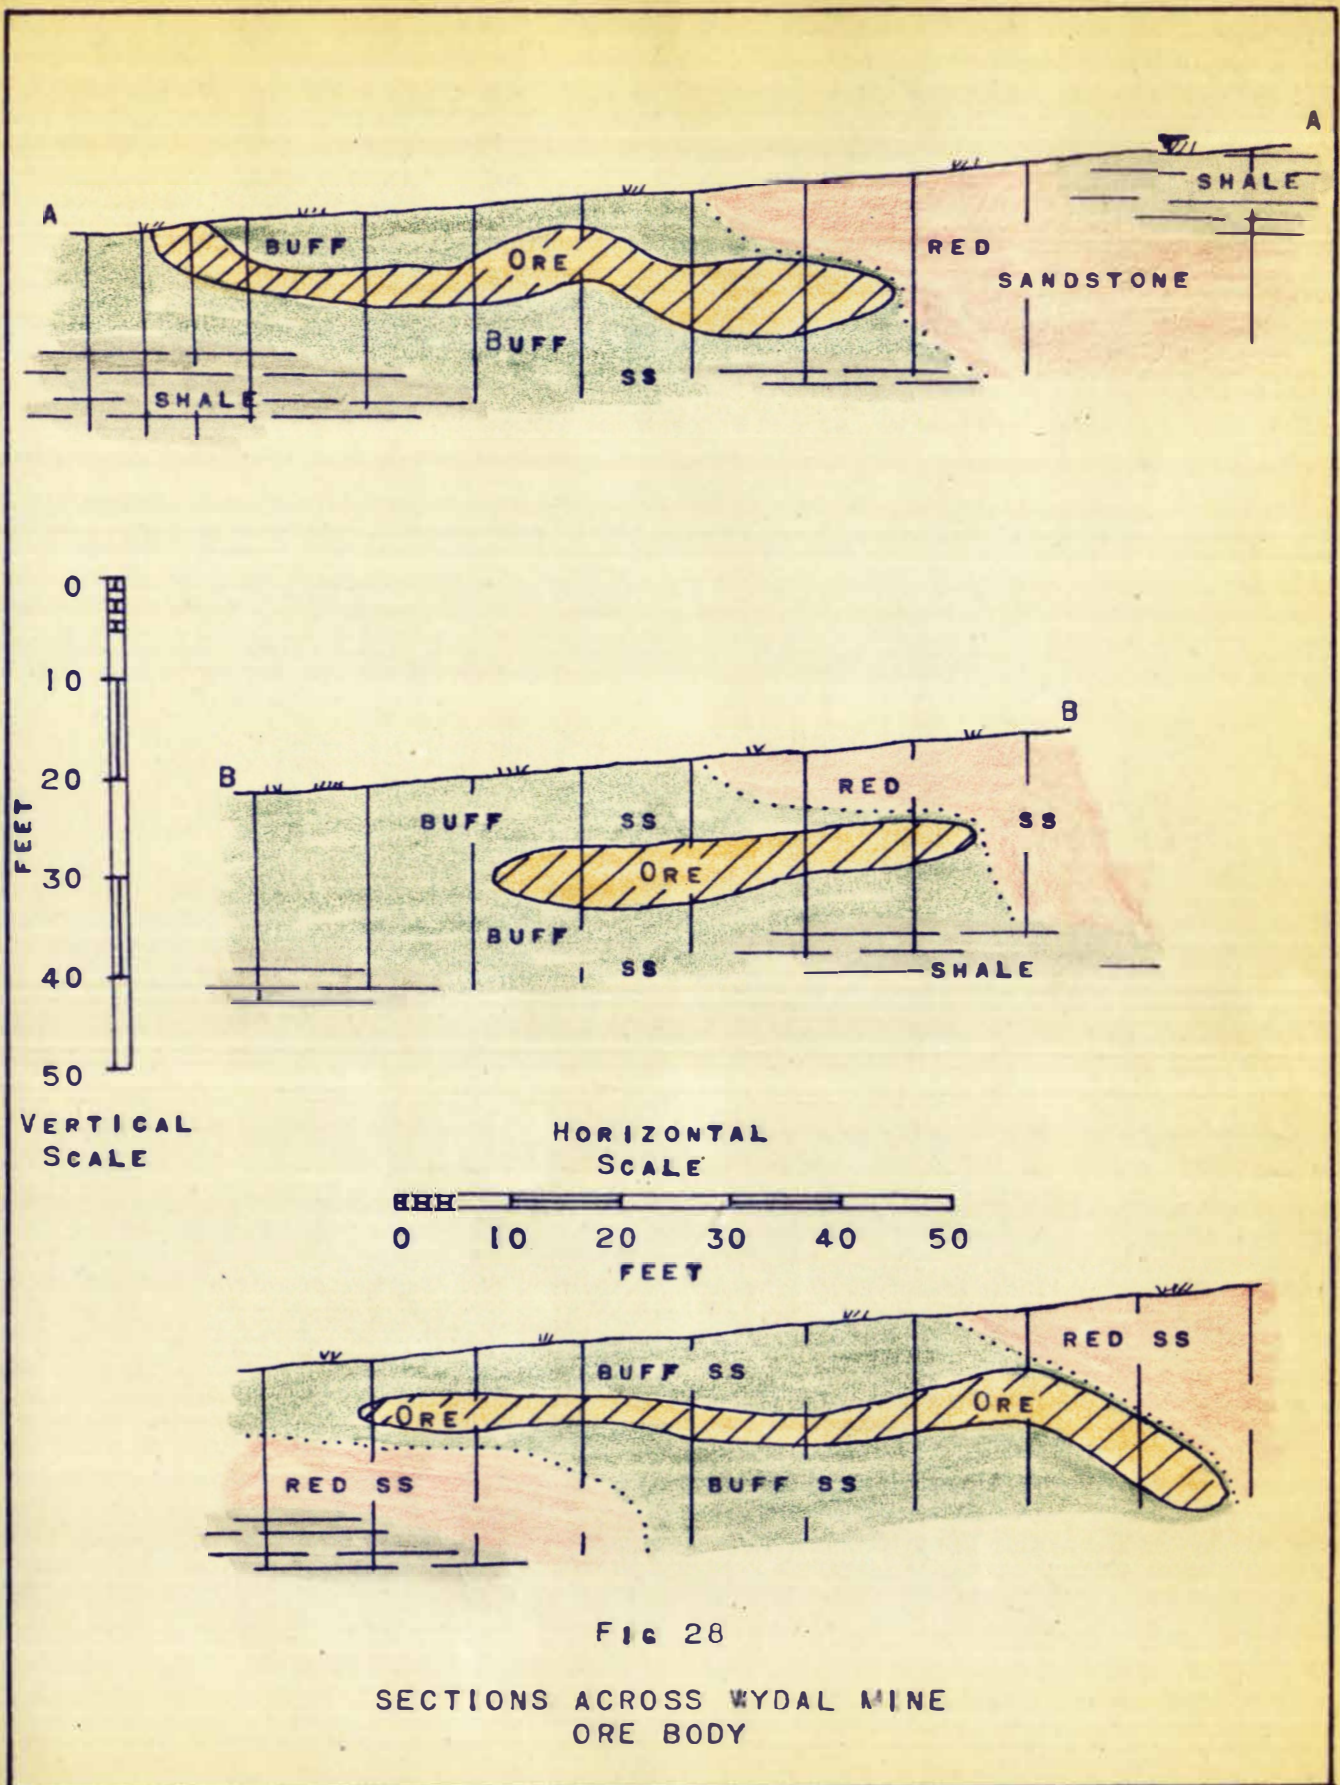 A
SHALE
A
BUFF
ORE
RED
SANDSTONE
BUFF
SS
SHALE
0
10
20
30
40
50
FEET
VERTICAL
SCALE
B
B
RED
BUFF SS
SS
ORE
BUFF
SS
SHALE
HORIZONTAL
SCALE
0 10 20 30 40 50
FEET
RED SS
BUFF SS
ORE
ORE
RED SS
BUFF SS
FIG 28
SECTIONS ACROSS WYDAL MINE
ORE BODY